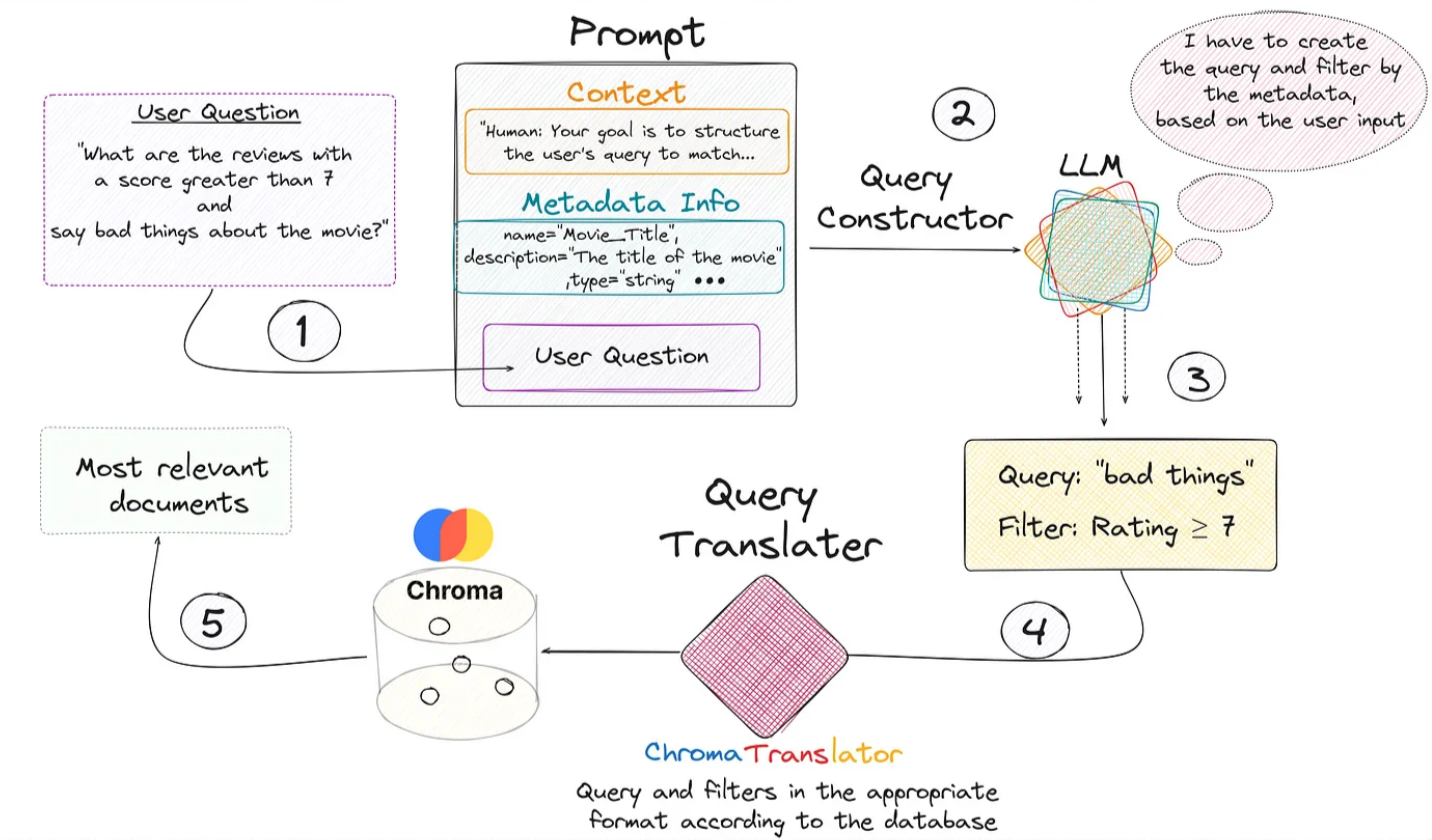 Prompt
User Question
"What are the reviews with
a score greater than 7
and
say bad things about the movie?"
1
Context
"Human: Your goal is to structure
the user's query to match...
Metadata Info
name="Movie_Title",
description="The title of the movie"
,type="string" •••
User Question
2
Query
Constructor
LLM
I have to create
the query and filter by
the metadata,
based on the user input
3
Query: "bad things"
Filter: Rating ≥ 7
4
Query
Translater
ChromaTranslator
Query and filters in the appropriate
format according to the database
Chroma
5
Most relevant
documents